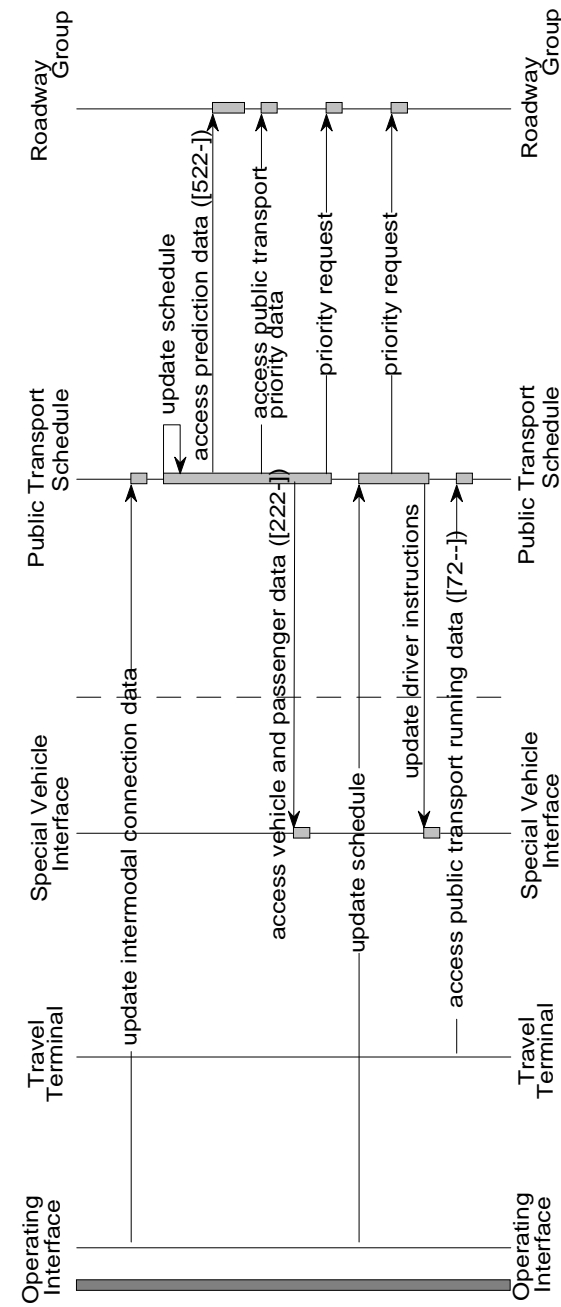 Operating
Interface
Travel
Terminal
Special Vehicle
Interface
Public Transport
Schedule
Roadway
Group
update intermodal connection data
update schedule
access prediction data ([522-])
access public transport
priority data
access vehicle and passenger data ([222-])
priority request
update schedule
priority request
update driver instructions
access public transport running data ([72--])
Operating
Interface
Travel
Terminal
Special Vehicle
Interface
Public Transport
Schedule
Roadway
Group